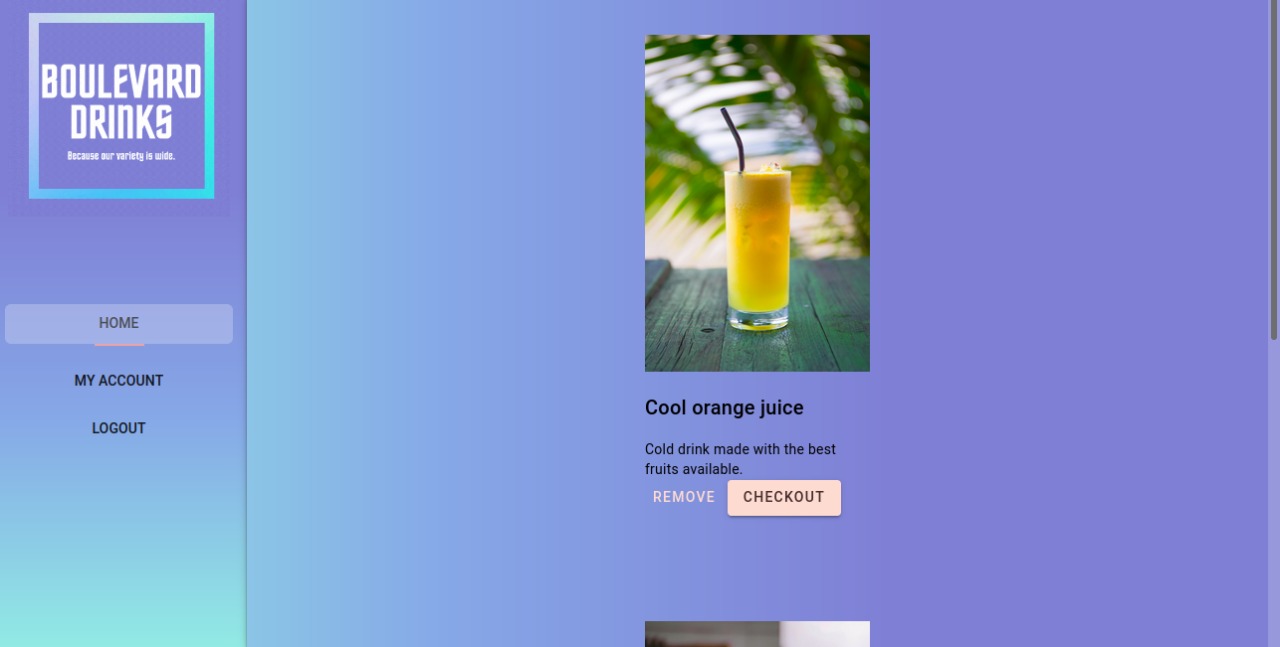 BOULEVARD
DRINKS
Because our variety is wide.
HOME
MY ACCOUNT
LOGOUT
Cool orange juice
Cold drink made with the best
fruits available.
REMOVE CHECKOUT